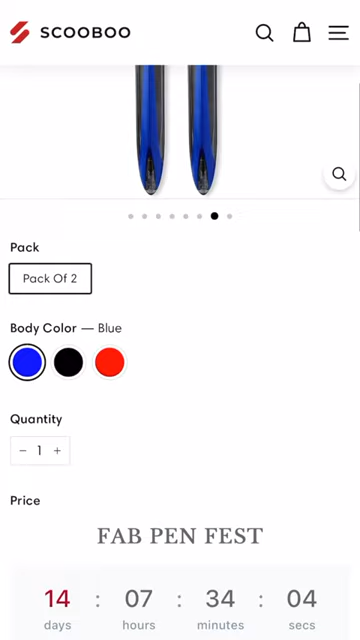 SCOOBOO
Pack
Pack Of 2
Body Color — Blue
Quantity
− 1 +
Price
FAB PEN FEST
14 : 07 : 34 : 04
days hours minutes secs